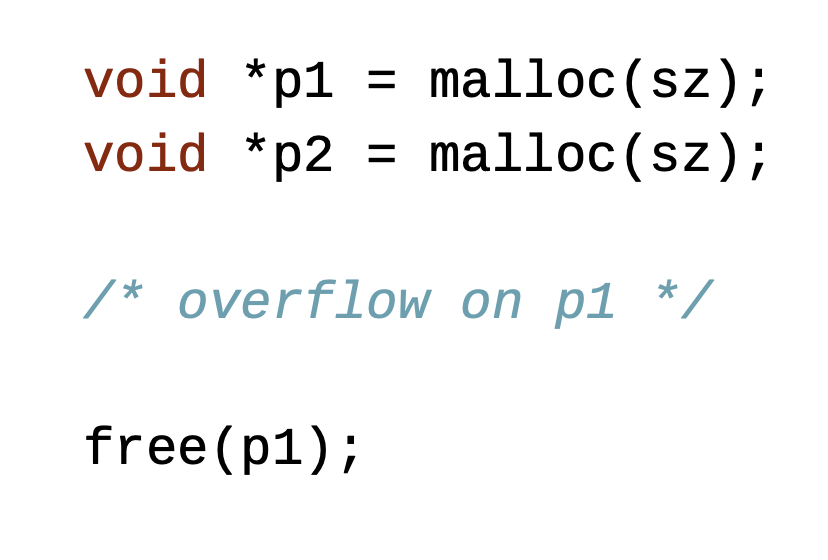 void *p1 = malloc(sz);
void *p2 = malloc(sz);
/* overflow on p1 */
free(p1);